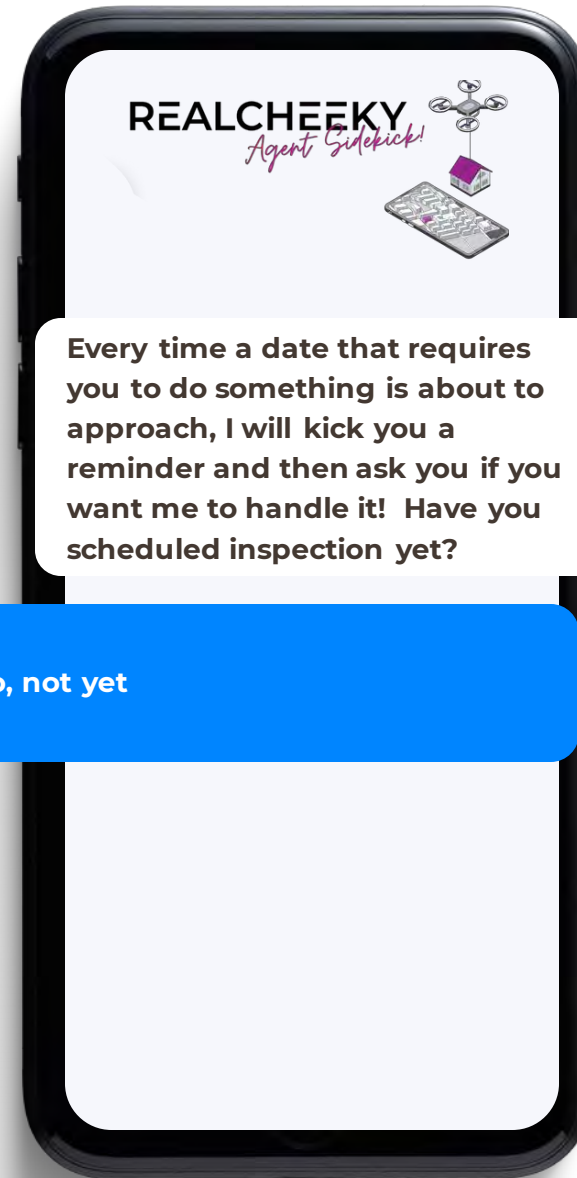 REALCHEEKY
Agent Sidekick!
Every time a date that requires
you to do something is about to
approach, I will kick you a
reminder and then ask you if you
want me to handle it! Have you
scheduled inspection yet?
, not yet